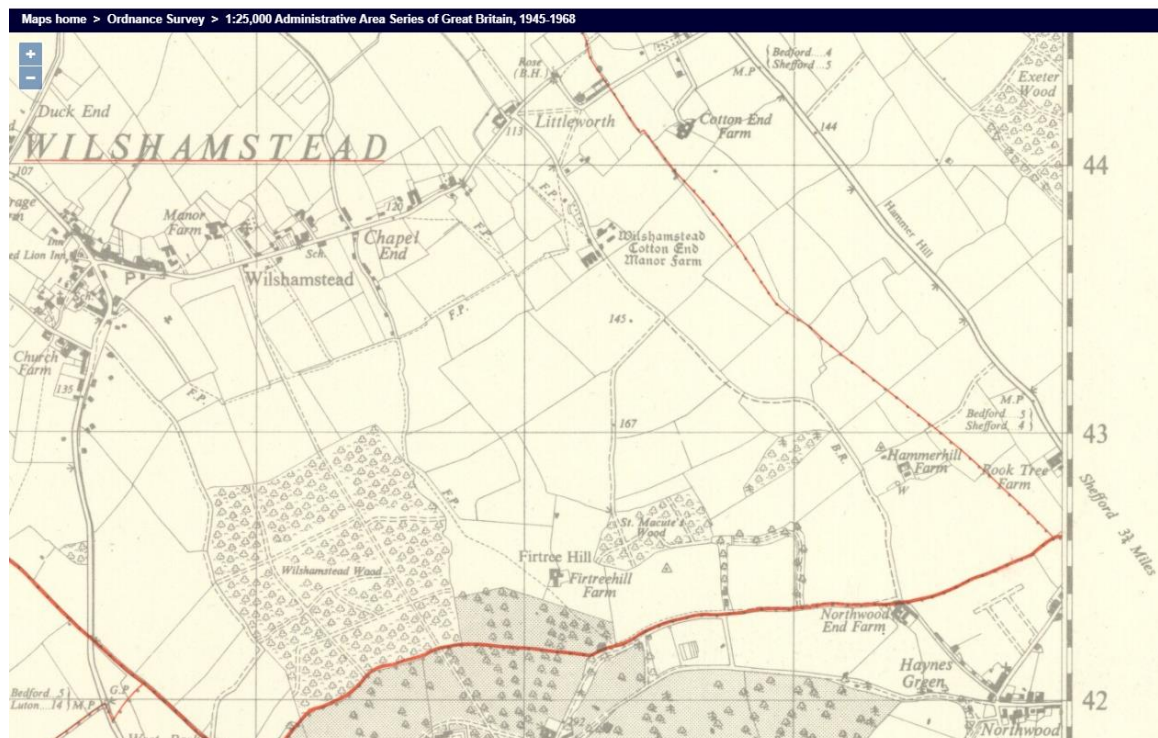 Maps home > Ordnance Survey > 1:25,000 Administrative Area Series of Great Britain, 1945-1968
+
−
Duck End
WILSHAMSTEAD
107
Rose
(B.H.)
113
Littleworth
M.P
Bedford....4
Shefford...5
Cotton End
Farm
144
Exeter
Wood
44
Manor
Farm
120
F.P.
F.P.
Chapel
End
Sch.
Inn
ed Lion Inn
P
Wilshamstead
Sch.
Wilshamstead
Cotton End
Manor Farm
Hammer Hill
F.P.
145
Church
Farm
135
F.P.
167
M.P
Bedford....5
Shefford, 4
43
B.R.
Hammerhill
Farm
W
Rook Tree
Farm
F.P.
St. Macute's
Wood
Shefford 3¾ Miles
Wilshamstead Wood
Firtree Hill
Firtreehill
Farm
Northwood
End Farm
Haynes
Green
Bedford 5
Luton...14
M.P
G.P
292
42
Northwood